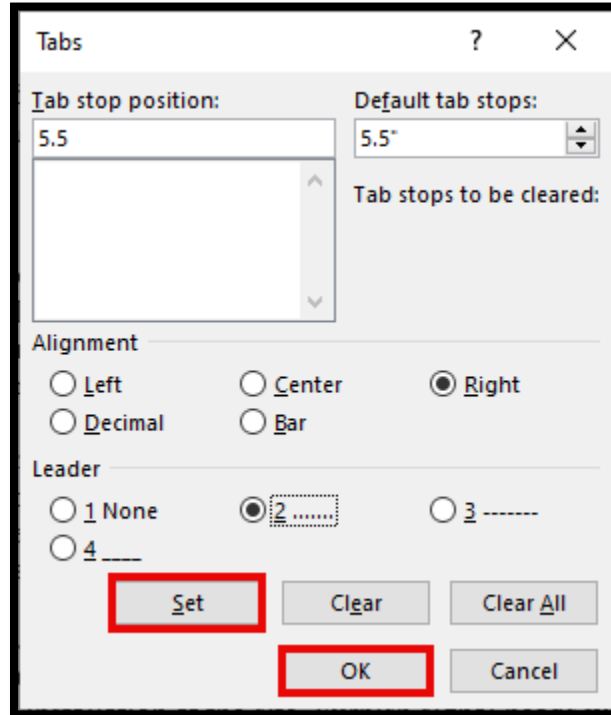 Tabs ?
Tab stop position: Default tab stops:
5.5 5.5"
Tab stops to be cleared:
Alignment
Left Center Right
Decimal Bar
Leader
1 None 2 ....... 3 -------
4 ____
Set Clear Clear All
OK Cancel